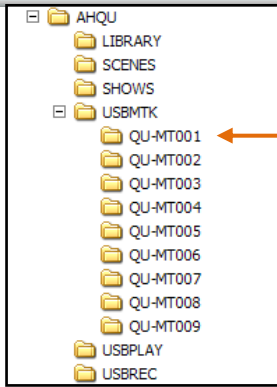 AHQU
LIBRARY
SCENES
SHOWS
USBMTK
QU-MT001
QU-MT002
QU-MT003
QU-MT004
QU-MT005
QU-MT006
QU-MT007
QU-MT008
QU-MT009
USBPLAY
USBREC